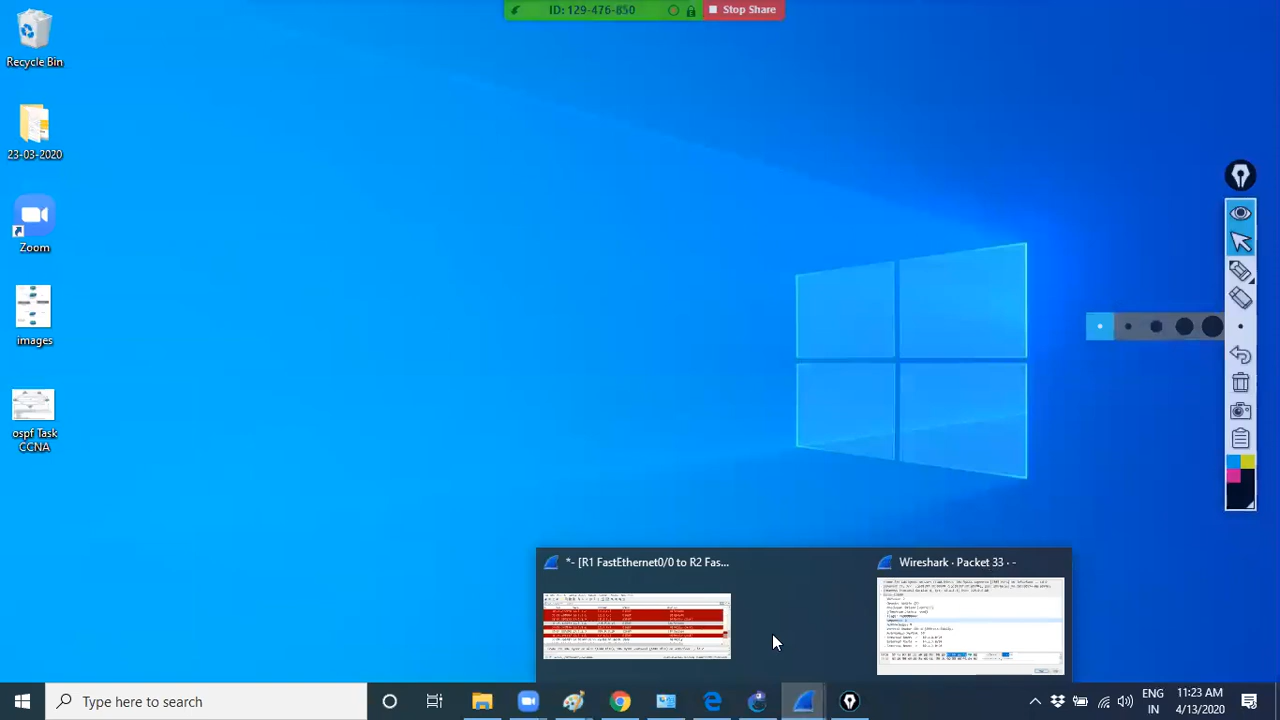 ID: 129-476-850
Stop Share
Recycle Bin
23-03-2020
Zoom
images
ospf Task
CCNA
*- [R1 FastEthernet0/0 to R2 Fas...
Wireshark · Packet 33 · -
Type here to search
ENG
IN
11:23 AM
4/13/2020